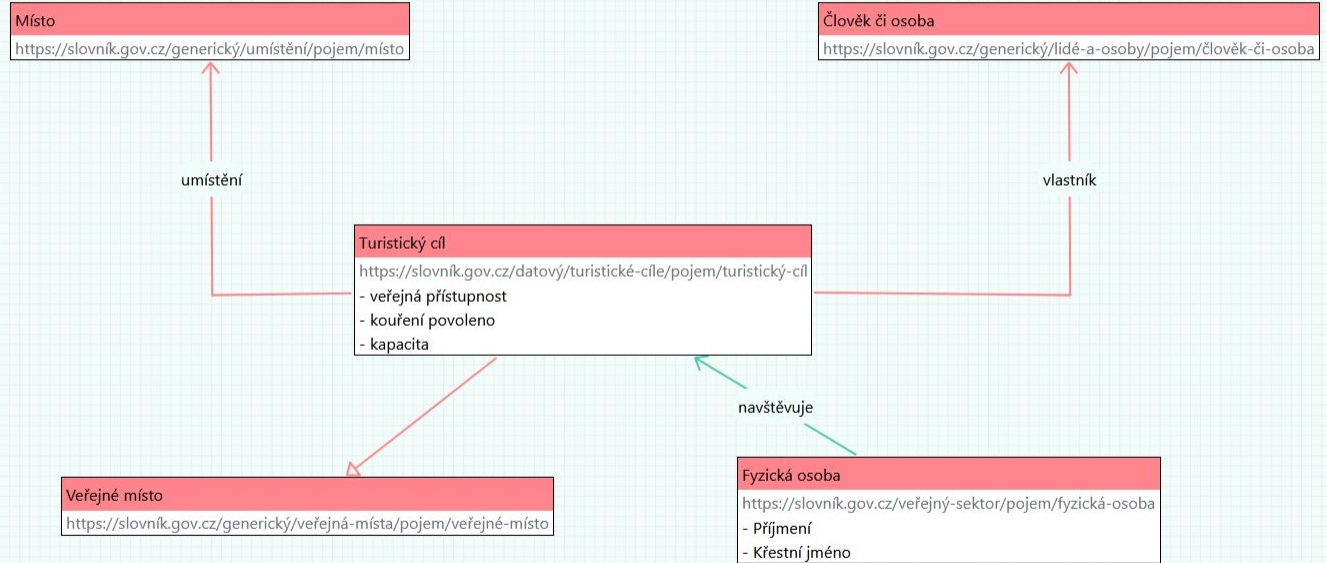 Místo
https://slovník.gov.cz/generický/umístění/pojem/místo
Člověk či osoba
https://slovník.gov.cz/generický/lidé-a-osoby/pojem/člověk-či-osoba
umístění
vlastník
Turistický cíl
https://slovník.gov.cz/datový/turistické-cíle/pojem/turistický-cíl
- veřejná přístupnost
- kouření povoleno
- kapacita
navštěvuje
Veřejné místo
https://slovník.gov.cz/generický/veřejná-místa/pojem/veřejné-místo
Fyzická osoba
https://slovník.gov.cz/veřejný-sektor/pojem/fyzická-osoba
- Příjmení
- Křestní jméno